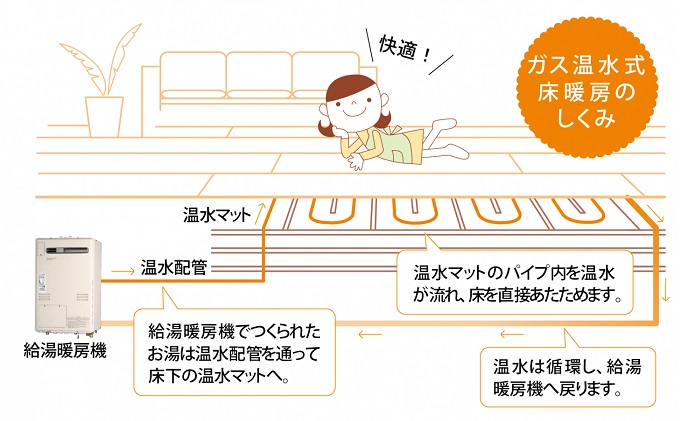 快適!
ガス温水式
床暖房の
しくみ
温水マット
温水配管
温水マットのパイプ内を温水
が流れ、床を直接あたためます。
給湯暖房機
給湯暖房機でつくられた
お湯は温水配管を通って
床下の温水マットへ。
温水は循環し、給湯
暖房機へ戻ります。